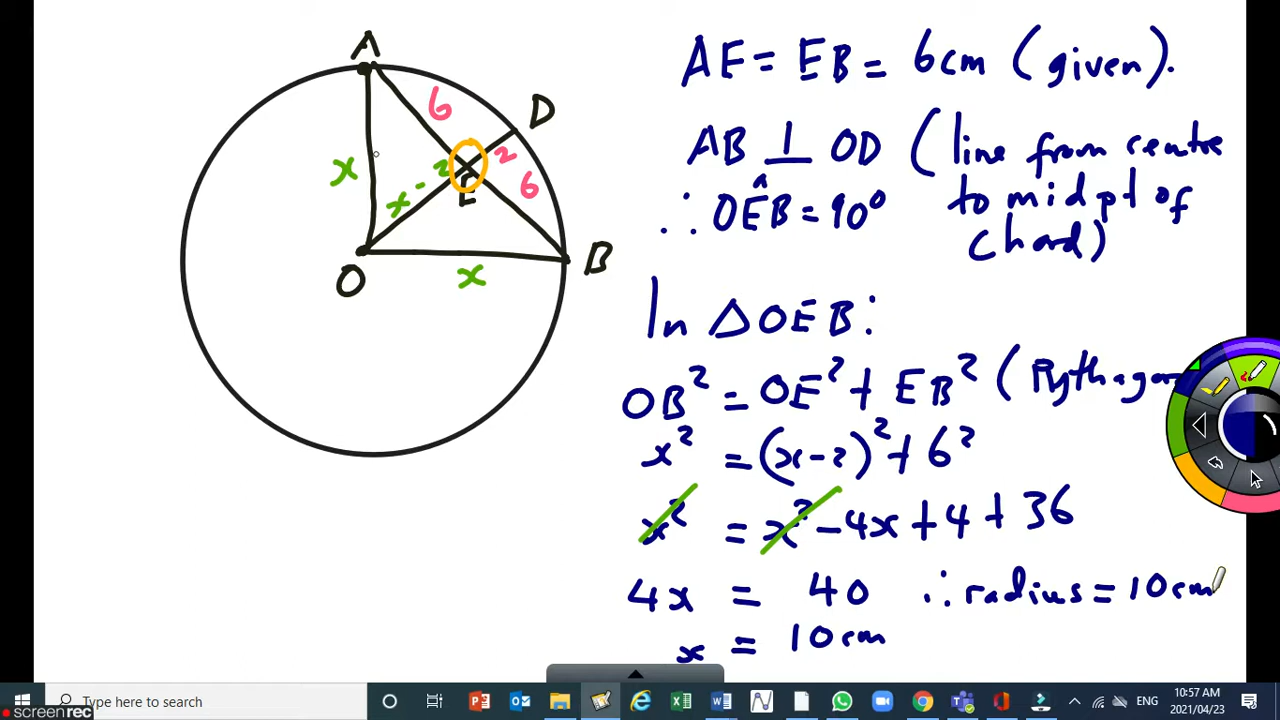 A
6
D
x
2
x - 2
6
E
O
x
B
AE = EB = 6cm (given).
AB ⊥ OD (line from centre
∴ OÊB = 90° to midpt of
chord)
In △OEB:
OB² = OE² + EB² (
x² = (x-2)² + 6²
x² = x² - 4x + 4 + 36
4x = 40 ∴ radius = 10cm
x = 10cm
Type here to search
ENG
10:57 AM
2021/04/23
screenrec